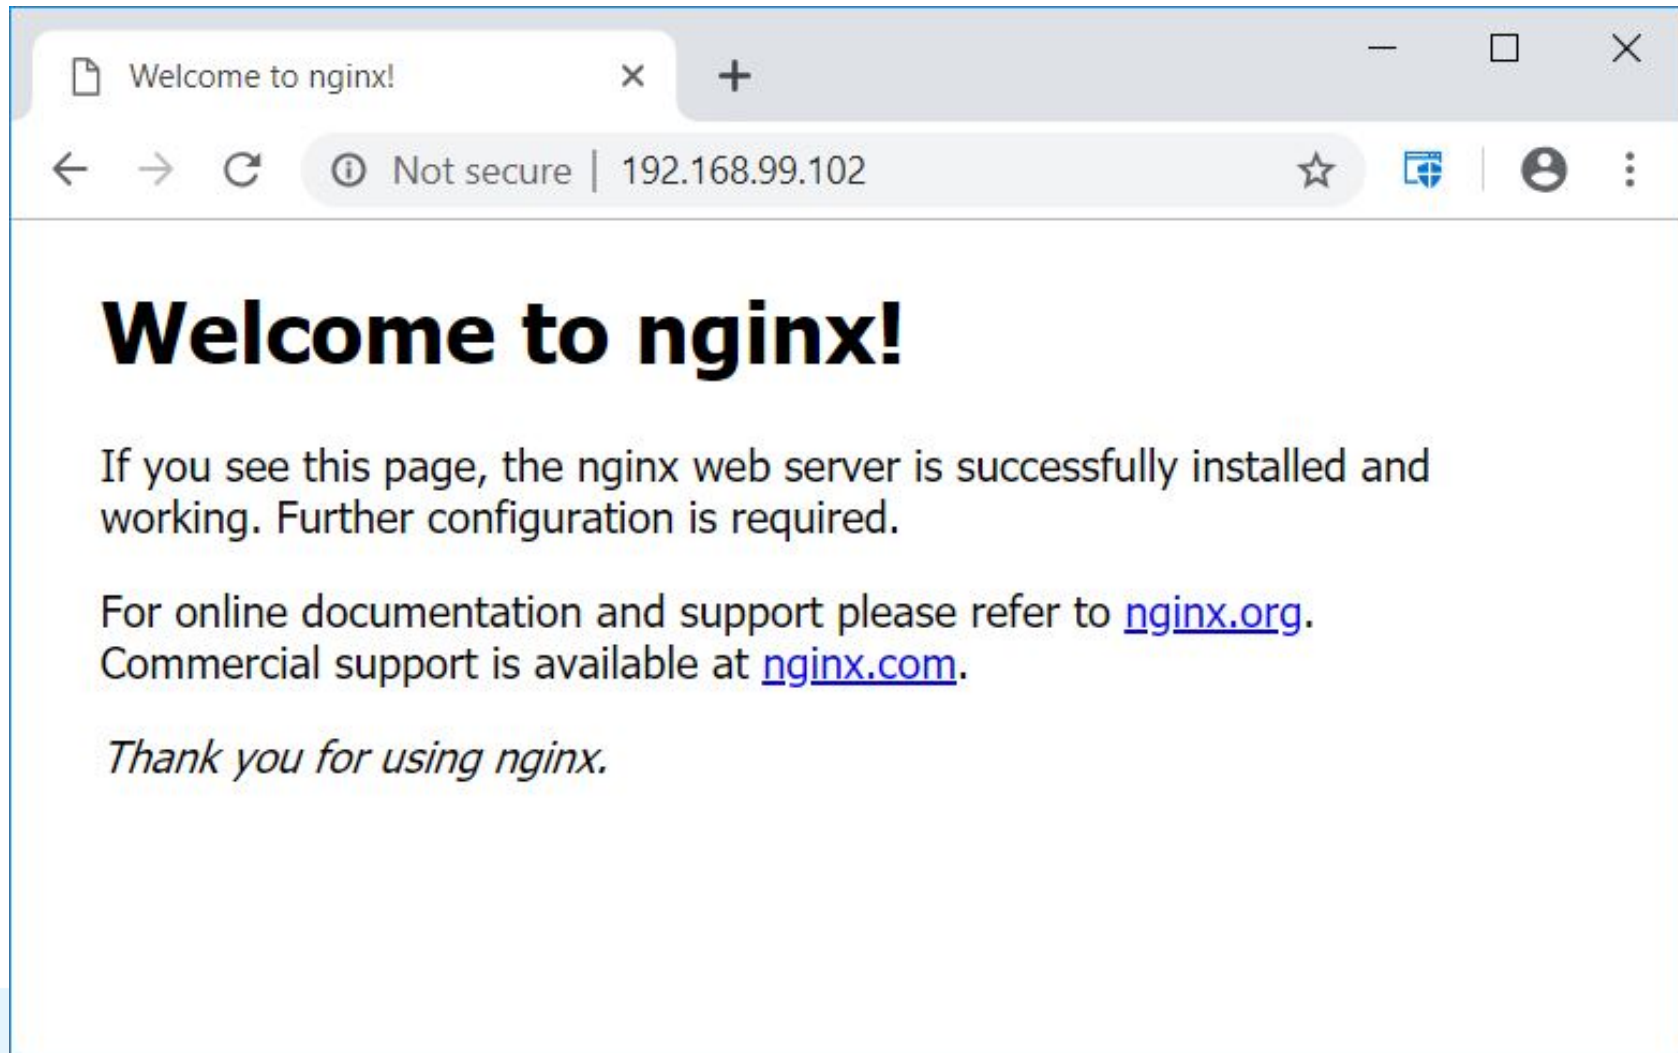 Welcome to nginx!
Not secure | 192.168.99.102
Welcome to nginx!
If you see this page, the nginx web server is successfully installed and
working. Further configuration is required.
For online documentation and support please refer to nginx.org.
Commercial support is available at nginx.com.
Thank you for using nginx.